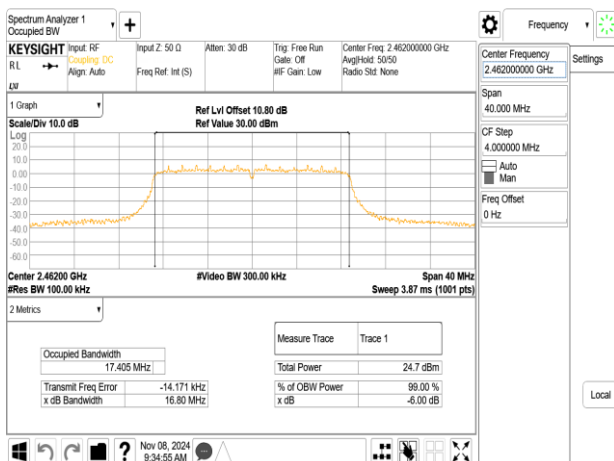 Spectrum Analyzer 1
Occupied BW
Frequency
KEYSIGHT Input: RF Input Z: 50 Ω Atten: 30 dB Trig: Free Run Center Freq: 2.462000000 GHz
RL Coupling: DC Gate: Off Avg|Hold: 50/50
Align: Auto Freq Ref: Int (S) #IF Gain: Low Radio Std: None
LXI
Center Frequency
2.462000000 GHz
Settings
Span
40.000 MHz
CF Step
4.000000 MHz
Auto
Man
Freq Offset
0 Hz
Local
1 Graph
Ref Lvl Offset 10.80 dB
Scale/Div 10.0 dB Ref Value 30.00 dBm
Log
20.0
10.0
0.00
-10.0
-20.0
-30.0
-40.0
-50.0
-60.0
Center 2.46200 GHz #Video BW 300.00 kHz Span 40 MHz
#Res BW 100.00 kHz Sweep 3.87 ms (1001 pts)
2 Metrics
Measure Trace Trace 1
Occupied Bandwidth
17.405 MHz
Total Power 24.7 dBm
Transmit Freq Error -14.171 kHz % of OBW Power 99.00 %
x dB Bandwidth 16.80 MHz x dB -6.00 dB
Nov 08, 2024
9:34:55 AM